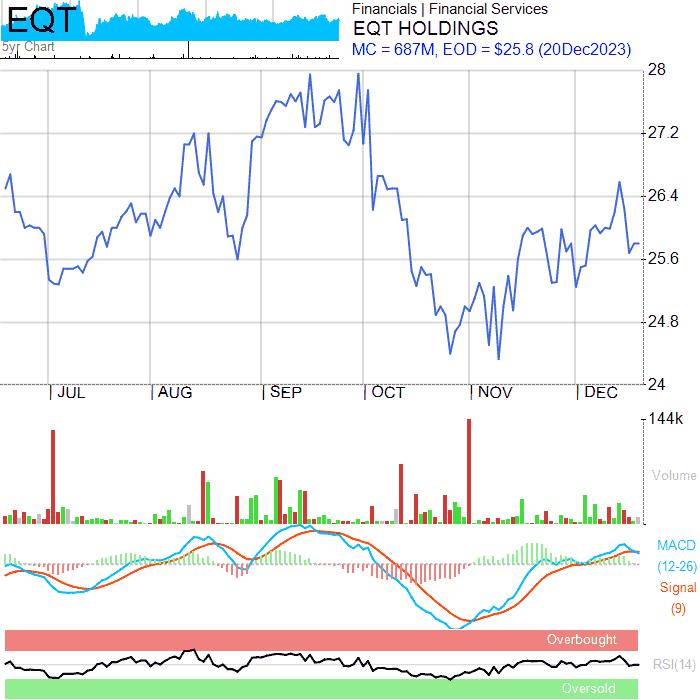 EQT
5yr Chart
Financials | Financial Services
EQT HOLDINGS
MC = 687M, EOD = $25.8 (20Dec2023)
28
27.2
26.4
25.6
24.8
24
JUL
AUG
SEP
OCT
NOV
DEC
144k
Volume
MACD
(12-26)
Signal
(9)
Overbought
RSI(14)
Oversold